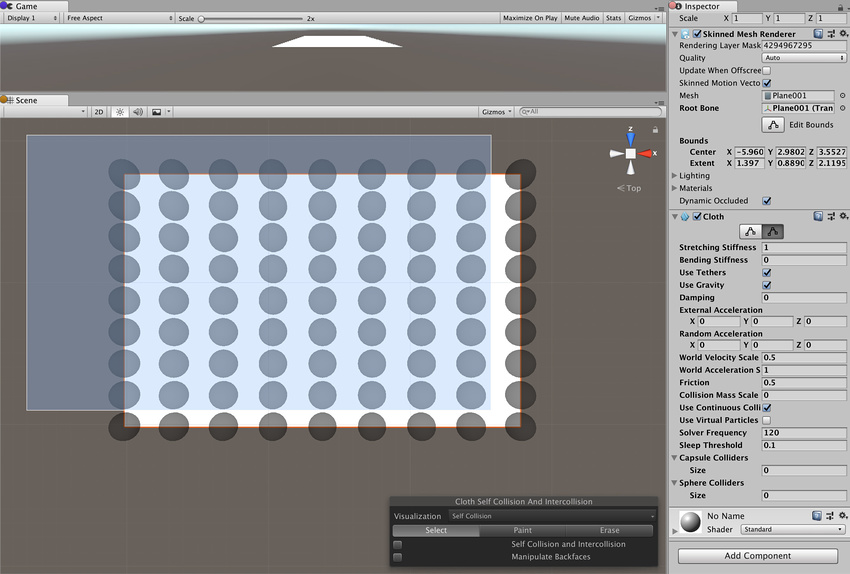 Game
Display 1 Free Aspect Scale 2x Maximize On Play Mute Audio Stats Gizmos
Scene
2D Gizmos All
z
x
Top
Cloth Self Collision And Intercollision
Visualization Self Collision
Select Paint Erase
Self Collision and Intercollision
Manipulate Backfaces
Inspector
Scale X 1 Y 1 Z 1
Skinned Mesh Renderer
Rendering Layer Mask 4294967295
Quality Auto
Update When Offscree
Skinned Motion Vecto
Mesh Plane001
Root Bone Plane001 (Tran
Edit Bounds
Bounds
Center X -5.960 Y 2.9802 Z 3.5527
Extent X 1.397 Y 0.8890 Z 2.1195
Lighting
Materials
Dynamic Occluded
Cloth
Stretching Stiffness 1
Bending Stiffness 0
Use Tethers
Use Gravity
Damping 0
External Acceleration
X 0 Y 0 Z 0
Random Acceleration
X 0 Y 0 Z 0
World Velocity Scale 0.5
World Acceleration S 1
Friction 0.5
Collision Mass Scale 0
Use Continuous Colli
Use Virtual Particles
Solver Frequency 120
Sleep Threshold 0.1
Capsule Colliders
Size 0
Sphere Colliders
Size 0
No Name
Shader Standard
Add Component